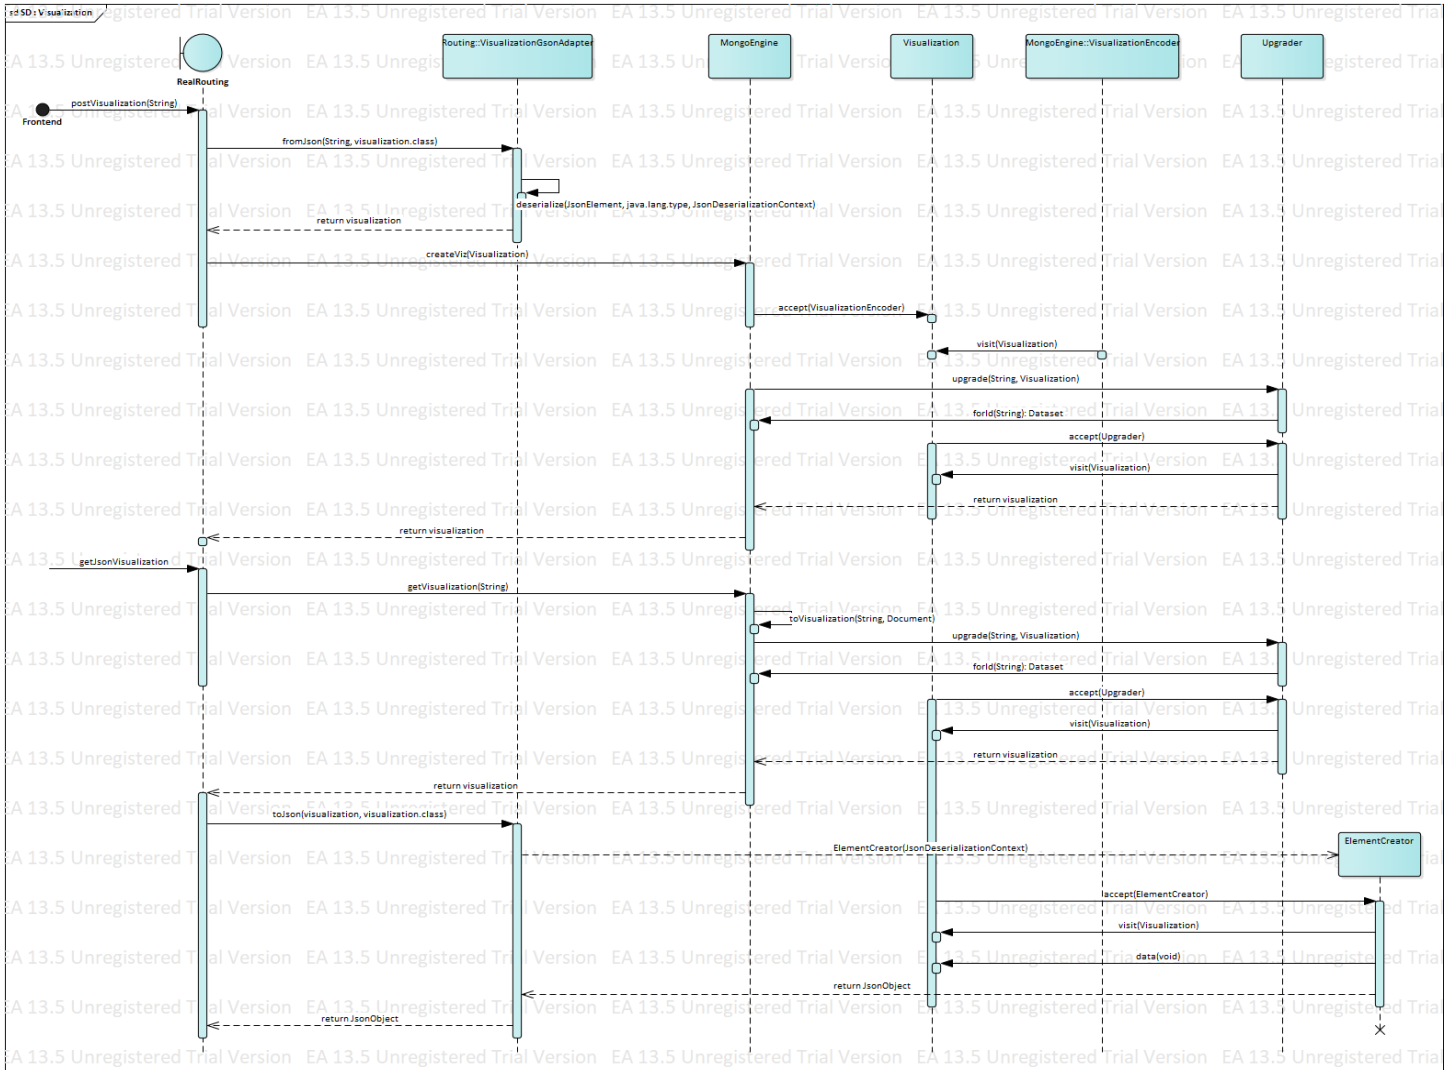 sd SD: Visualization
Routing::VisualizationGsonAdapter
MongoEngine
Visualization
MongoEngine::VisualizationEncoder
Upgrader
RealRouting
postVisualization(String)
Frontend
fromJson(String, visualization.class)
deserialize(JsonElement, java.lang.type, JsonDeserializationContext)
return visualization
createViz(Visualization)
accept(VisualizationEncoder)
visit(Visualization)
upgrade(String, Visualization)
forId(String): Dataset
accept(Upgrader)
visit(Visualization)
return visualization
return visualization
getJsonVisualization
getVisualization(String)
toVisualization(String, Document)
upgrade(String, Visualization)
forId(String): Dataset
accept(Upgrader)
visit(Visualization)
return visualization
return visualization
toJson(visualization, visualization.class)
ElementCreator
ElementCreator(JsonDeserializationContext)
accept(ElementCreator)
visit(Visualization)
data(void)
return JsonObject
return JsonObject
EA 13.5 Unregistered Trial Version